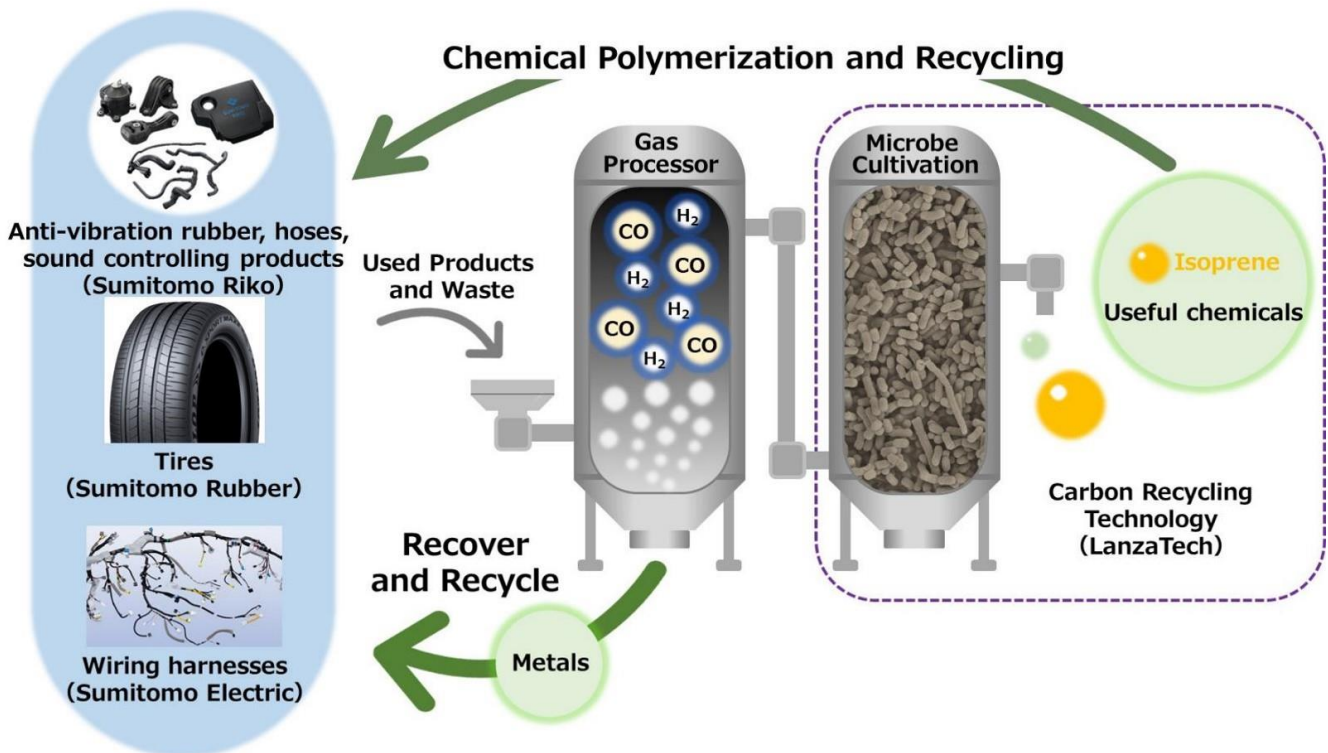 Chemical Polymerization and Recycling
Anti-vibration rubber, hoses,
sound controlling products
(Sumitomo Riko)
Tires
(Sumitomo Rubber)
Wiring harnesses
(Sumitomo Electric)
Used Products
and Waste
Gas
Processor
H₂
CO
CO
H₂
H₂
CO
CO
H₂
Microbe
Cultivation
Isoprene
Useful chemicals
Carbon Recycling
Technology
(LanzaTech)
Recover
and Recycle
Metals